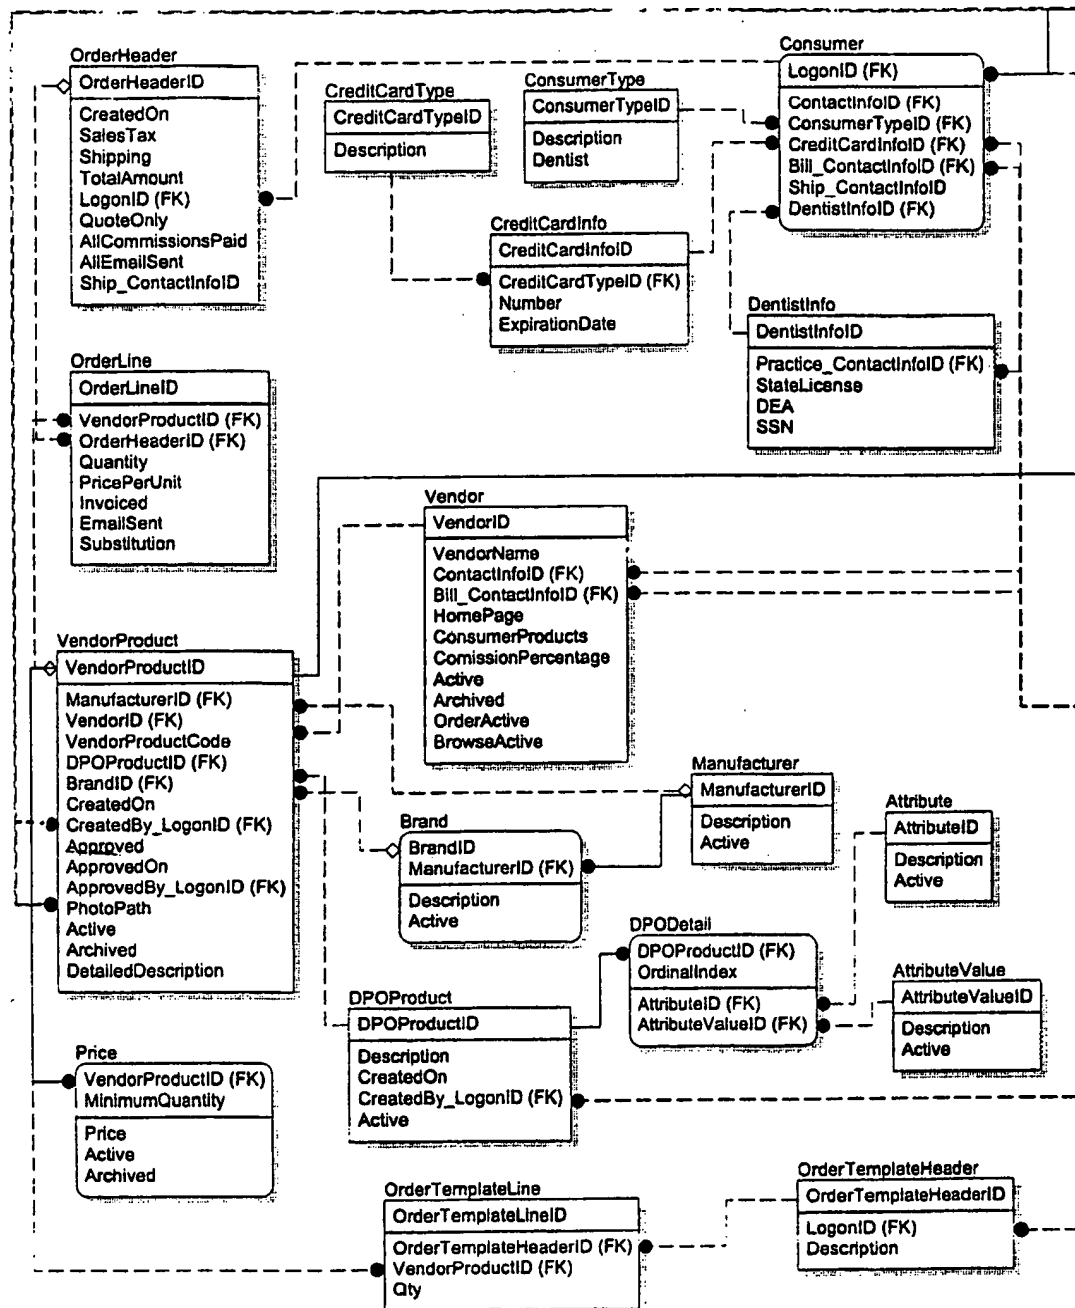 OrderHeader
OrderHeaderID
CreatedOn
SalesTax
Shipping
TotalAmount
LogonID (FK)
QuoteOnly
AllCommissionsPaid
AllEmailSent
Ship_ContactInfoID
CreditCardType
CreditCardTypeID
Description
ConsumerType
ConsumerTypeID
Description
Dentist
Consumer
LogonID (FK)
ContactInfoID (FK)
ConsumerTypeID (FK)
CreditCardInfoID (FK)
Bill_ContactInfoID (FK)
Ship_ContactInfoID
DentistInfoID (FK)
CreditCardInfo
CreditCardInfoID
CreditCardTypeID (FK)
Number
ExpirationDate
DentistInfo
DentistInfoID
Practice_ContactInfoID (FK)
StateLicense
DEA
SSN
OrderLine
OrderLineID
VendorProductID (FK)
OrderHeaderID (FK)
Quantity
PricePerUnit
Invoiced
EmailSent
Substitution
Vendor
VendorID
VendorName
ContactInfoID (FK)
Bill_ContactInfoID (FK)
HomePage
ConsumerProducts
ComissionPercentage
Active
Archived
OrderActive
BrowseActive
VendorProduct
VendorProductID
ManufacturerID (FK)
VendorID (FK)
VendorProductCode
DPOProductID (FK)
BrandID (FK)
CreatedOn
CreatedBy_LogonID (FK)
Approved
ApprovedOn
ApprovedBy_LogonID (FK)
PhotoPath
Active
Archived
DetailedDescription
Manufacturer
ManufacturerID
Description
Active
Brand
BrandID
ManufacturerID (FK)
Description
Active
Attribute
AttributeID
Description
Active
DPODetail
DPOProductID (FK)
OrdinalIndex
AttributeID (FK)
AttributeValueID (FK)
AttributeValue
AttributeValueID
Description
Active
DPOProduct
DPOProductID
Description
CreatedOn
CreatedBy_LogonID (FK)
Active
Price
VendorProductID (FK)
MinimumQuantity
Price
Active
Archived
OrderTemplateLine
OrderTemplateLineID
OrderTemplateHeaderID (FK)
VendorProductID (FK)
Qty
OrderTemplateHeader
OrderTemplateHeaderID
LogonID (FK)
Description